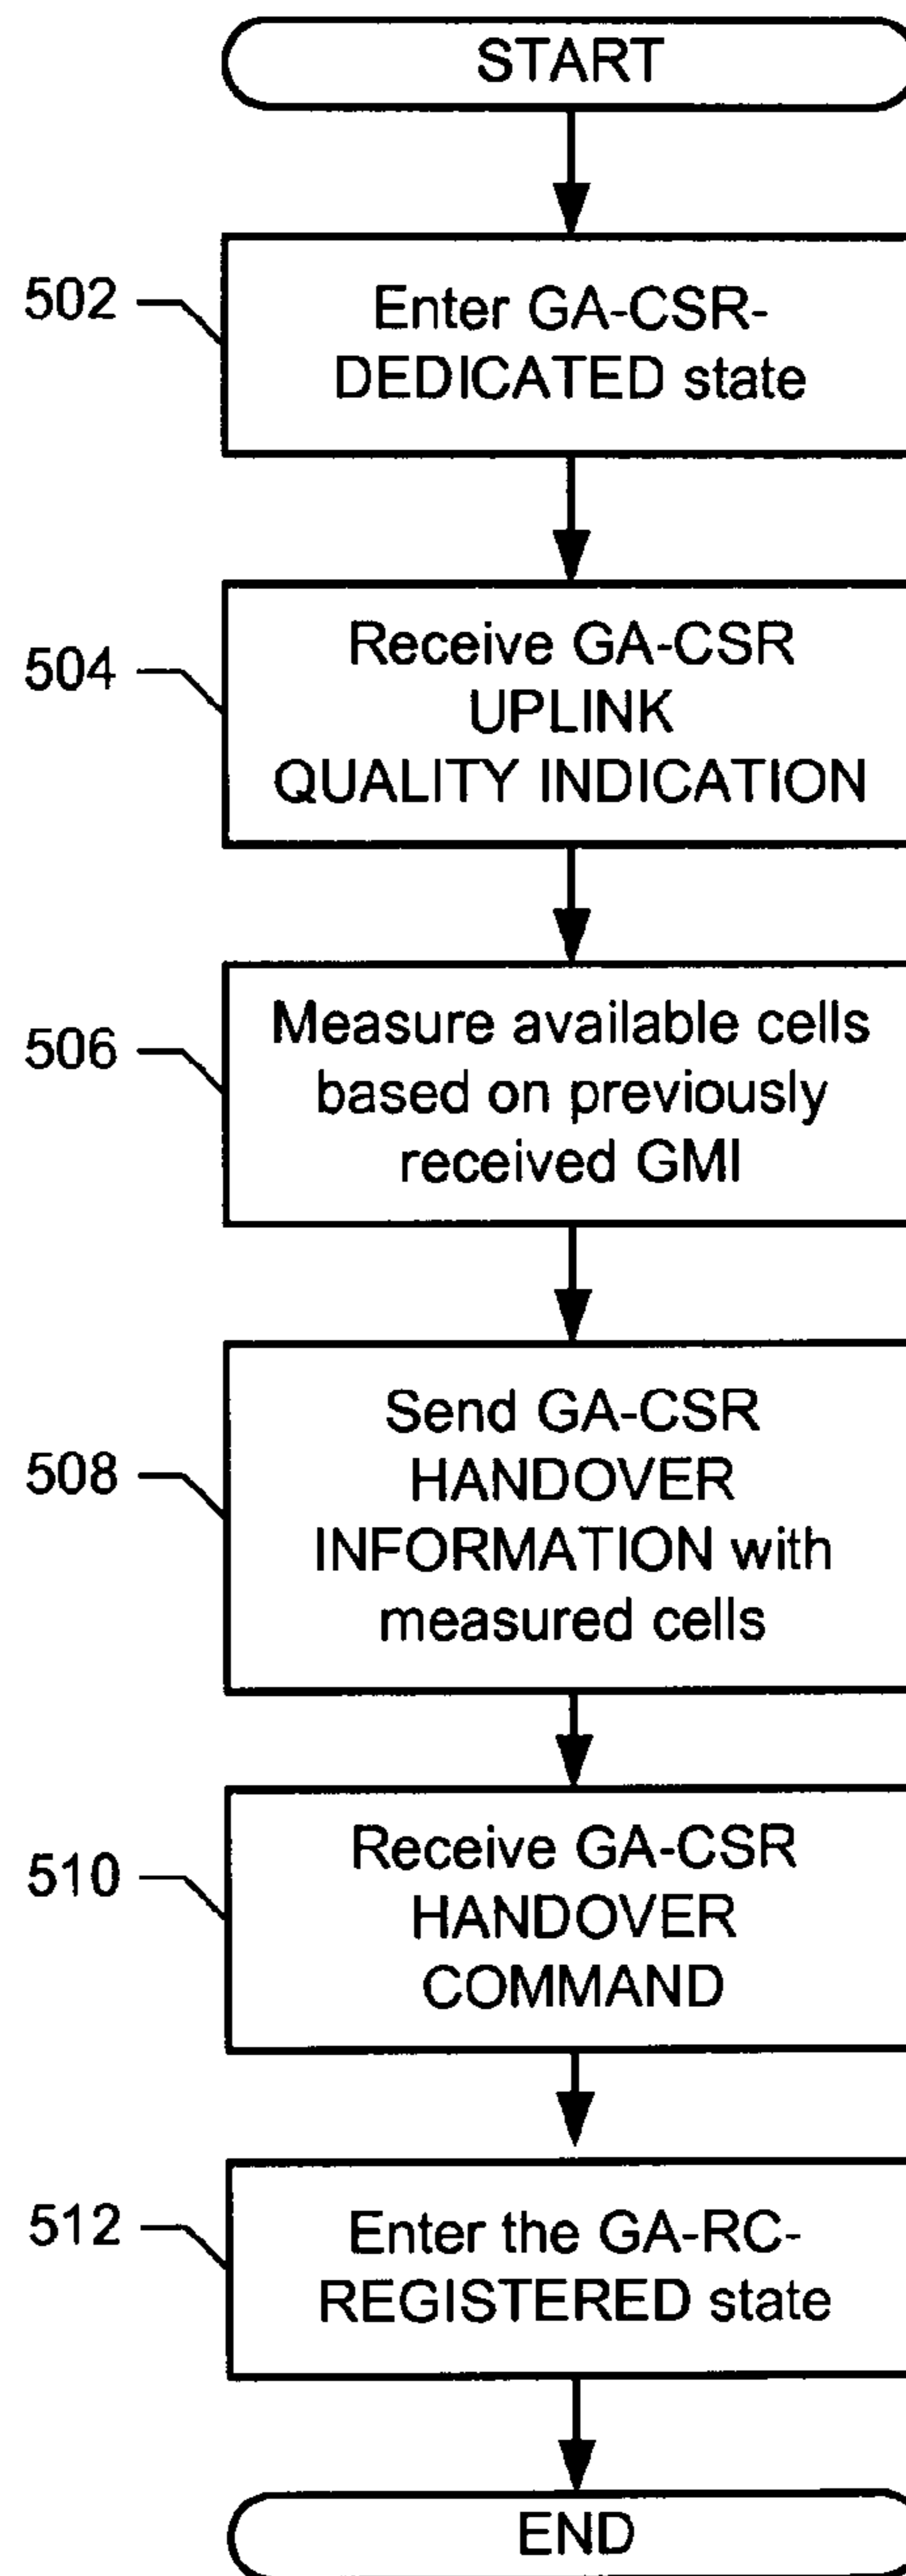 START
502
Enter GA-CSR-
DEDICATED state
504
Receive GA-CSR
UPLINK
QUALITY INDICATION
506
Measure available cells
based on previously
received GMI
508
Send GA-CSR
HANDOVER
INFORMATION with
measured cells
510
Receive GA-CSR
HANDOVER
COMMAND
512
Enter the GA-RC-
REGISTERED state
END